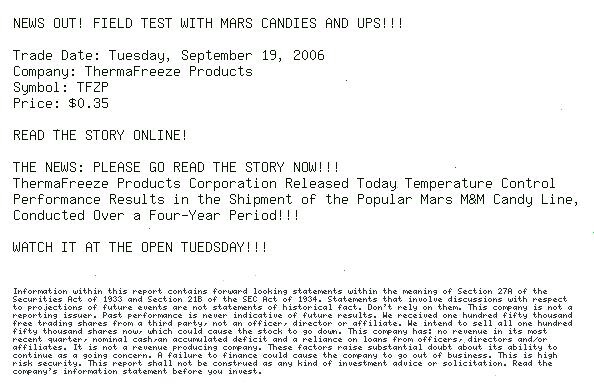 NEWS OUT! FIELD TEST WITH MARS CANDIES AND UPS!!!
Trade Date: Tuesday, September 19, 2006
Company: ThermaFreeze Products
Symbol: TFZP
Price: $0.35
READ THE STORY ONLINE!
THE NEWS: PLEASE GO READ THE STORY NOW!!!
ThermaFreeze Products Corporation Released Today Temperature Control
Performance Results in the Shipment of the Popular Mars M&M Candy Line,
Conducted Over a Four-Year Period!!!
WATCH IT AT THE OPEN TUEDSDAY!!!
Information within this report contains forward looking statements within the meaning of Section 27A of the
Securities Act of 1933 and Section 21B of the SEC Act of 1934. Statements that involve discussions with respect
to projections of future events are not statements of historical fact. Don't rely on them. This company is not a
reporting issuer. Past performance is never indicative of future results. We received one hundred fifty thousand
free trading shares from a third party, not an officer, director or affiliate. We intend to sell all one hundred
fifty thousand shares now, which could cause the stock to go down. This company has: no revenue in its most
recent quarter, nominal cash,an accumulated deficit and a reliance on loans from officers, directors and/or
affiliates. It is not a revenue producing company. These factors raise substantial doubt about its ability to
continue as a going concern. A failure to finance could cause the company to go out of business. This is high
risk security. This report shall not be construed as any kind of investment advice or solicitation. Read the
company's information statement before you invest.